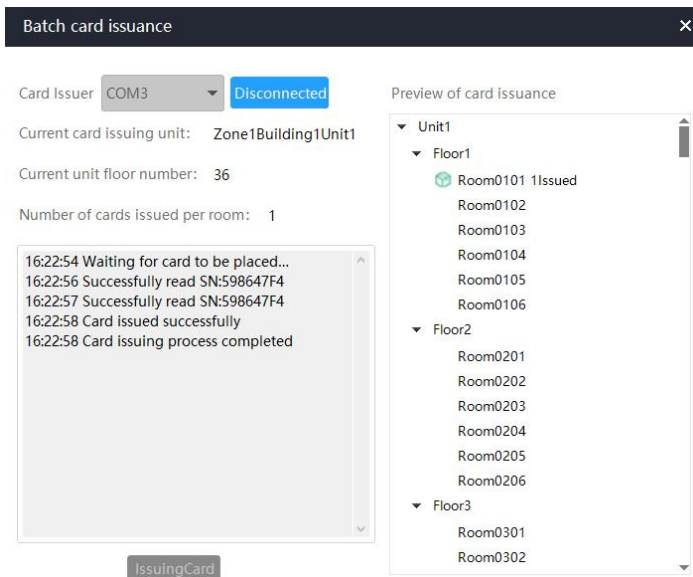 Batch card issuance
Card Issuer COM3 Disconnected
Current card issuing unit: Zone1Building1Unit1
Current unit floor number: 36
Number of cards issued per room: 1
16:22:54 Waiting for card to be placed...
16:22:56 Successfully read SN:598647F4
16:22:57 Successfully read SN:598647F4
16:22:58 Card issued successfully
16:22:58 Card issuing process completed
IssuingCard
Preview of card issuance
Unit1
Floor1
Room0101 1Issued
Room0102
Room0103
Room0104
Room0105
Room0106
Floor2
Room0201
Room0202
Room0203
Room0204
Room0205
Room0206
Floor3
Room0301
Room0302